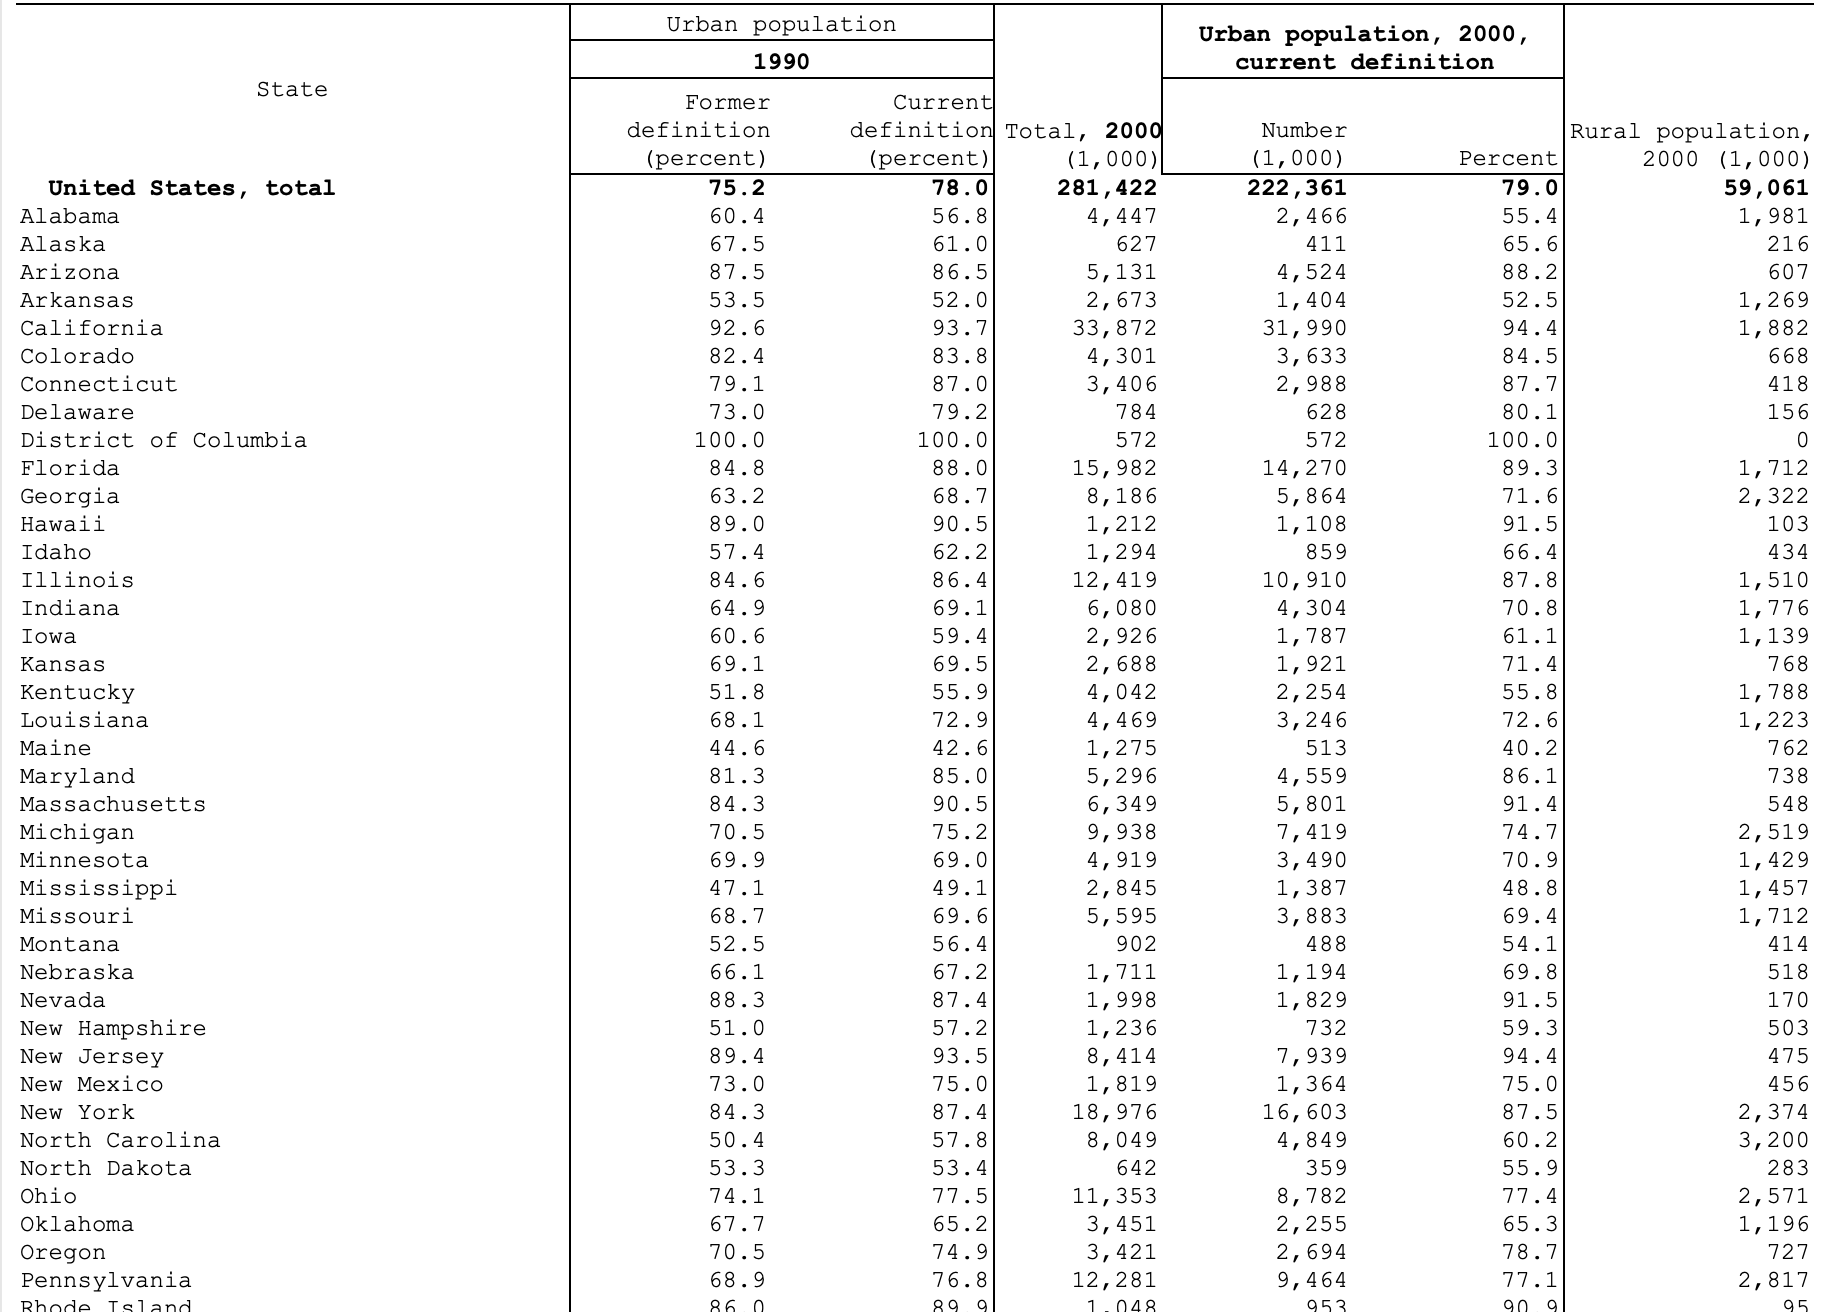 Urban population
Urban population, 2000,
1990
current definition
State
Former Current
definition definition Total, 2000 Number Rural population,
(percent) (percent) (1,000) (1,000) Percent 2000 (1,000)
United States, total 75.2 78.0 281,422 222,361 79.0 59,061
Alabama 60.4 56.8 4,447 2,466 55.4 1,981
Alaska 67.5 61.0 627 411 65.6 216
Arizona 87.5 86.5 5,131 4,524 88.2 607
Arkansas 53.5 52.0 2,673 1,404 52.5 1,269
California 92.6 93.7 33,872 31,990 94.4 1,882
Colorado 82.4 83.8 4,301 3,633 84.5 668
Connecticut 79.1 87.0 3,406 2,988 87.7 418
Delaware 73.0 79.2 784 628 80.1 156
District of Columbia 100.0 100.0 572 572 100.0 0
Florida 84.8 88.0 15,982 14,270 89.3 1,712
Georgia 63.2 68.7 8,186 5,864 71.6 2,322
Hawaii 89.0 90.5 1,212 1,108 91.5 103
Idaho 57.4 62.2 1,294 859 66.4 434
Illinois 84.6 86.4 12,419 10,910 87.8 1,510
Indiana 64.9 69.1 6,080 4,304 70.8 1,776
Iowa 60.6 59.4 2,926 1,787 61.1 1,139
Kansas 69.1 69.5 2,688 1,921 71.4 768
Kentucky 51.8 55.9 4,042 2,254 55.8 1,788
Louisiana 68.1 72.9 4,469 3,246 72.6 1,223
Maine 44.6 42.6 1,275 513 40.2 762
Maryland 81.3 85.0 5,296 4,559 86.1 738
Massachusetts 84.3 90.5 6,349 5,801 91.4 548
Michigan 70.5 75.2 9,938 7,419 74.7 2,519
Minnesota 69.9 69.0 4,919 3,490 70.9 1,429
Mississippi 47.1 49.1 2,845 1,387 48.8 1,457
Missouri 68.7 69.6 5,595 3,883 69.4 1,712
Montana 52.5 56.4 902 488 54.1 414
Nebraska 66.1 67.2 1,711 1,194 69.8 518
Nevada 88.3 87.4 1,998 1,829 91.5 170
New Hampshire 51.0 57.2 1,236 732 59.3 503
New Jersey 89.4 93.5 8,414 7,939 94.4 475
New Mexico 73.0 75.0 1,819 1,364 75.0 456
New York 84.3 87.4 18,976 16,603 87.5 2,374
North Carolina 50.4 57.8 8,049 4,849 60.2 3,200
North Dakota 53.3 53.4 642 359 55.9 283
Ohio 74.1 77.5 11,353 8,782 77.4 2,571
Oklahoma 67.7 65.2 3,451 2,255 65.3 1,196
Oregon 70.5 74.9 3,421 2,694 78.7 727
Pennsylvania 68.9 76.8 12,281 9,464 77.1 2,817
Rhode Island 86.0 89.9 1,048 953 90.9 95